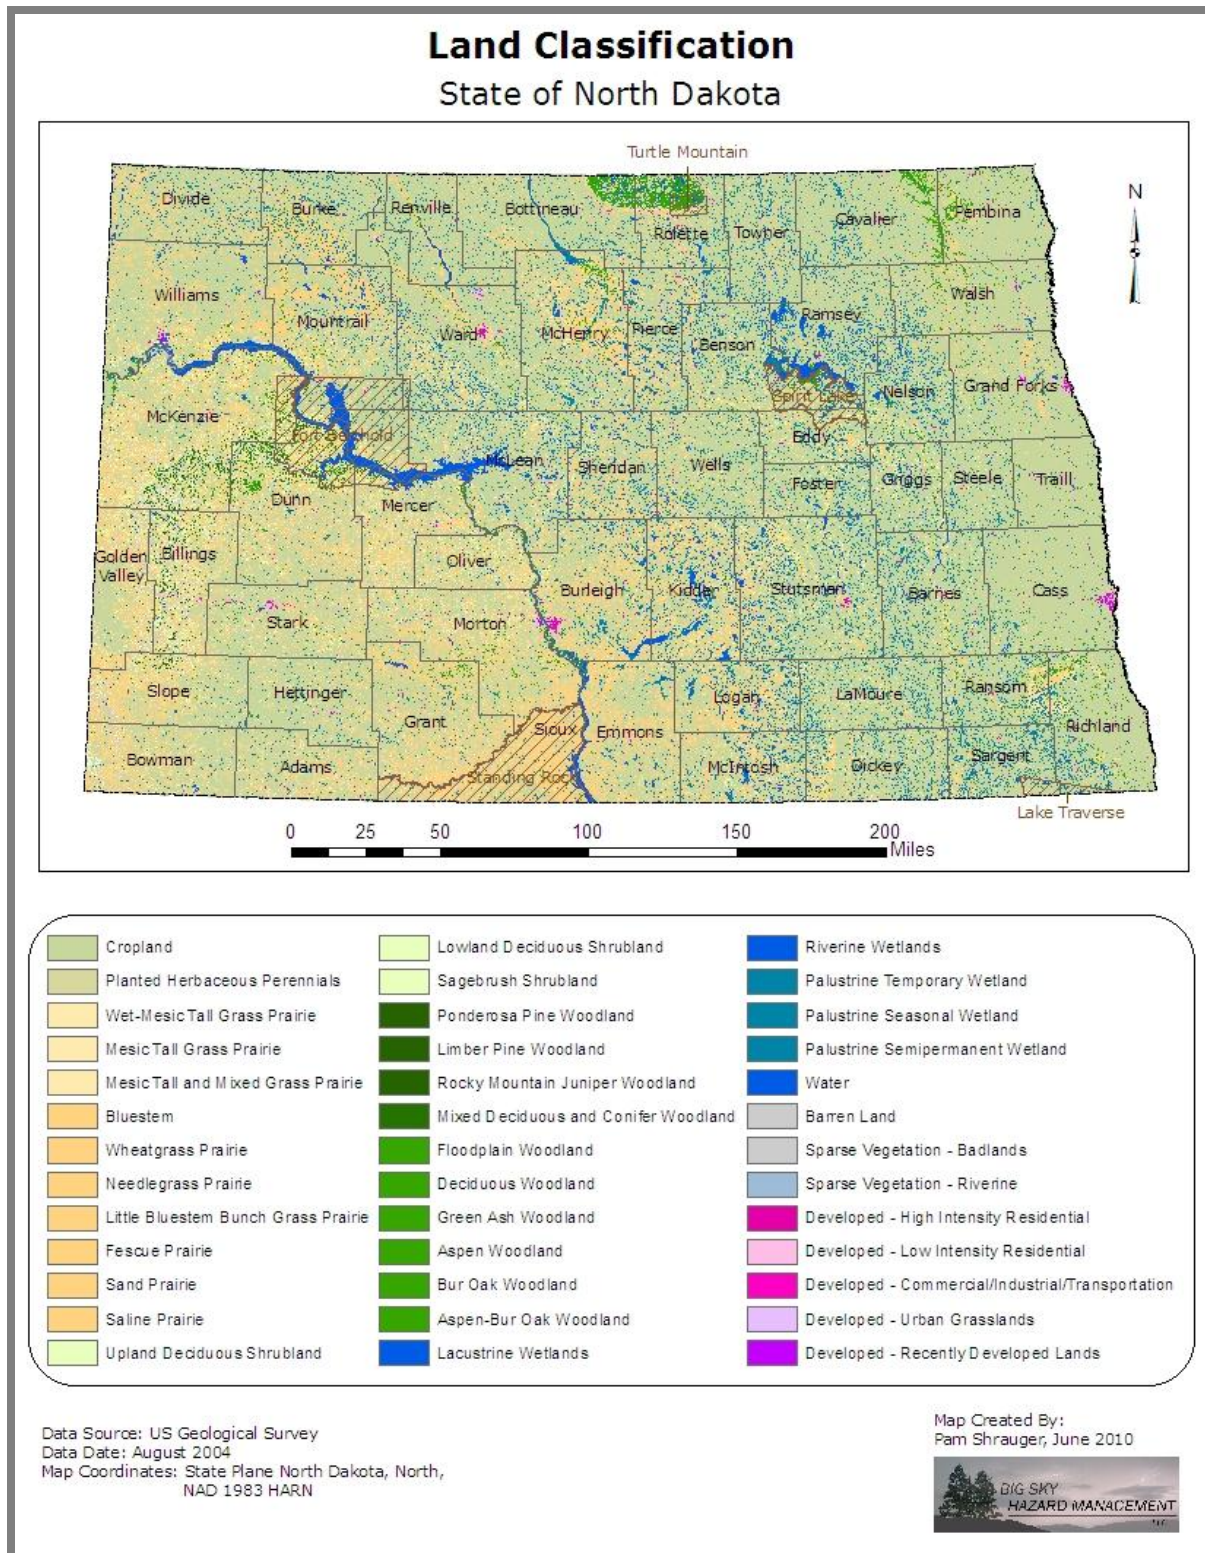 Land Classification
State of North Dakota
Turtle Mountain
N
Divide
Burke
Renville
Bottineau
Rolette
Towner
Cavalier
Pembina
Williams
Mountrail
Ward
McHenry
Pierce
Benson
Ramsey
Walsh
McKenzie
Fort Berthold
Spirit Lake
Nelson
Grand Forks
Dunn
Mercer
McLean
Sheridan
Wells
Eddy
Foster
Griggs
Steele
Traill
Golden
Valley
Billings
Oliver
Burleigh
Kidder
Stutsman
Barnes
Cass
Stark
Morton
Slope
Hettinger
Grant
Sioux
Emmons
Logan
LaMoure
Ransom
Richland
Bowman
Adams
Standing Rock
McIntosh
Dickey
Sargent
Lake Traverse
0 25 50 100 150 200
Miles
Cropland
Planted Herbaceous Perennials
Wet-Mesic Tall Grass Prairie
Mesic Tall Grass Prairie
Mesic Tall and Mixed Grass Prairie
Bluestem
Wheatgrass Prairie
Needlegrass Prairie
Little Bluestem Bunch Grass Prairie
Fescue Prairie
Sand Prairie
Saline Prairie
Upland Deciduous Shrubland
Lowland Deciduous Shrubland
Sagebrush Shrubland
Ponderosa Pine Woodland
Limber Pine Woodland
Rocky Mountain Juniper Woodland
Mixed Deciduous and Conifer Woodland
Floodplain Woodland
Deciduous Woodland
Green Ash Woodland
Aspen Woodland
Bur Oak Woodland
Aspen-Bur Oak Woodland
Lacustrine Wetlands
Riverine Wetlands
Palustrine Temporary Wetland
Palustrine Seasonal Wetland
Palustrine Semipermanent Wetland
Water
Barren Land
Sparse Vegetation - Badlands
Sparse Vegetation - Riverine
Developed - High Intensity Residential
Developed - Low Intensity Residential
Developed - Commercial/Industrial/Transportation
Developed - Urban Grasslands
Developed - Recently Developed Lands
Data Source: US Geological Survey
Data Date: August 2004
Map Coordinates: State Plane North Dakota, North,
NAD 1983 HARN
Map Created By:
Pam Shrauger, June 2010
BIG SKY
HAZARD MANAGEMENT